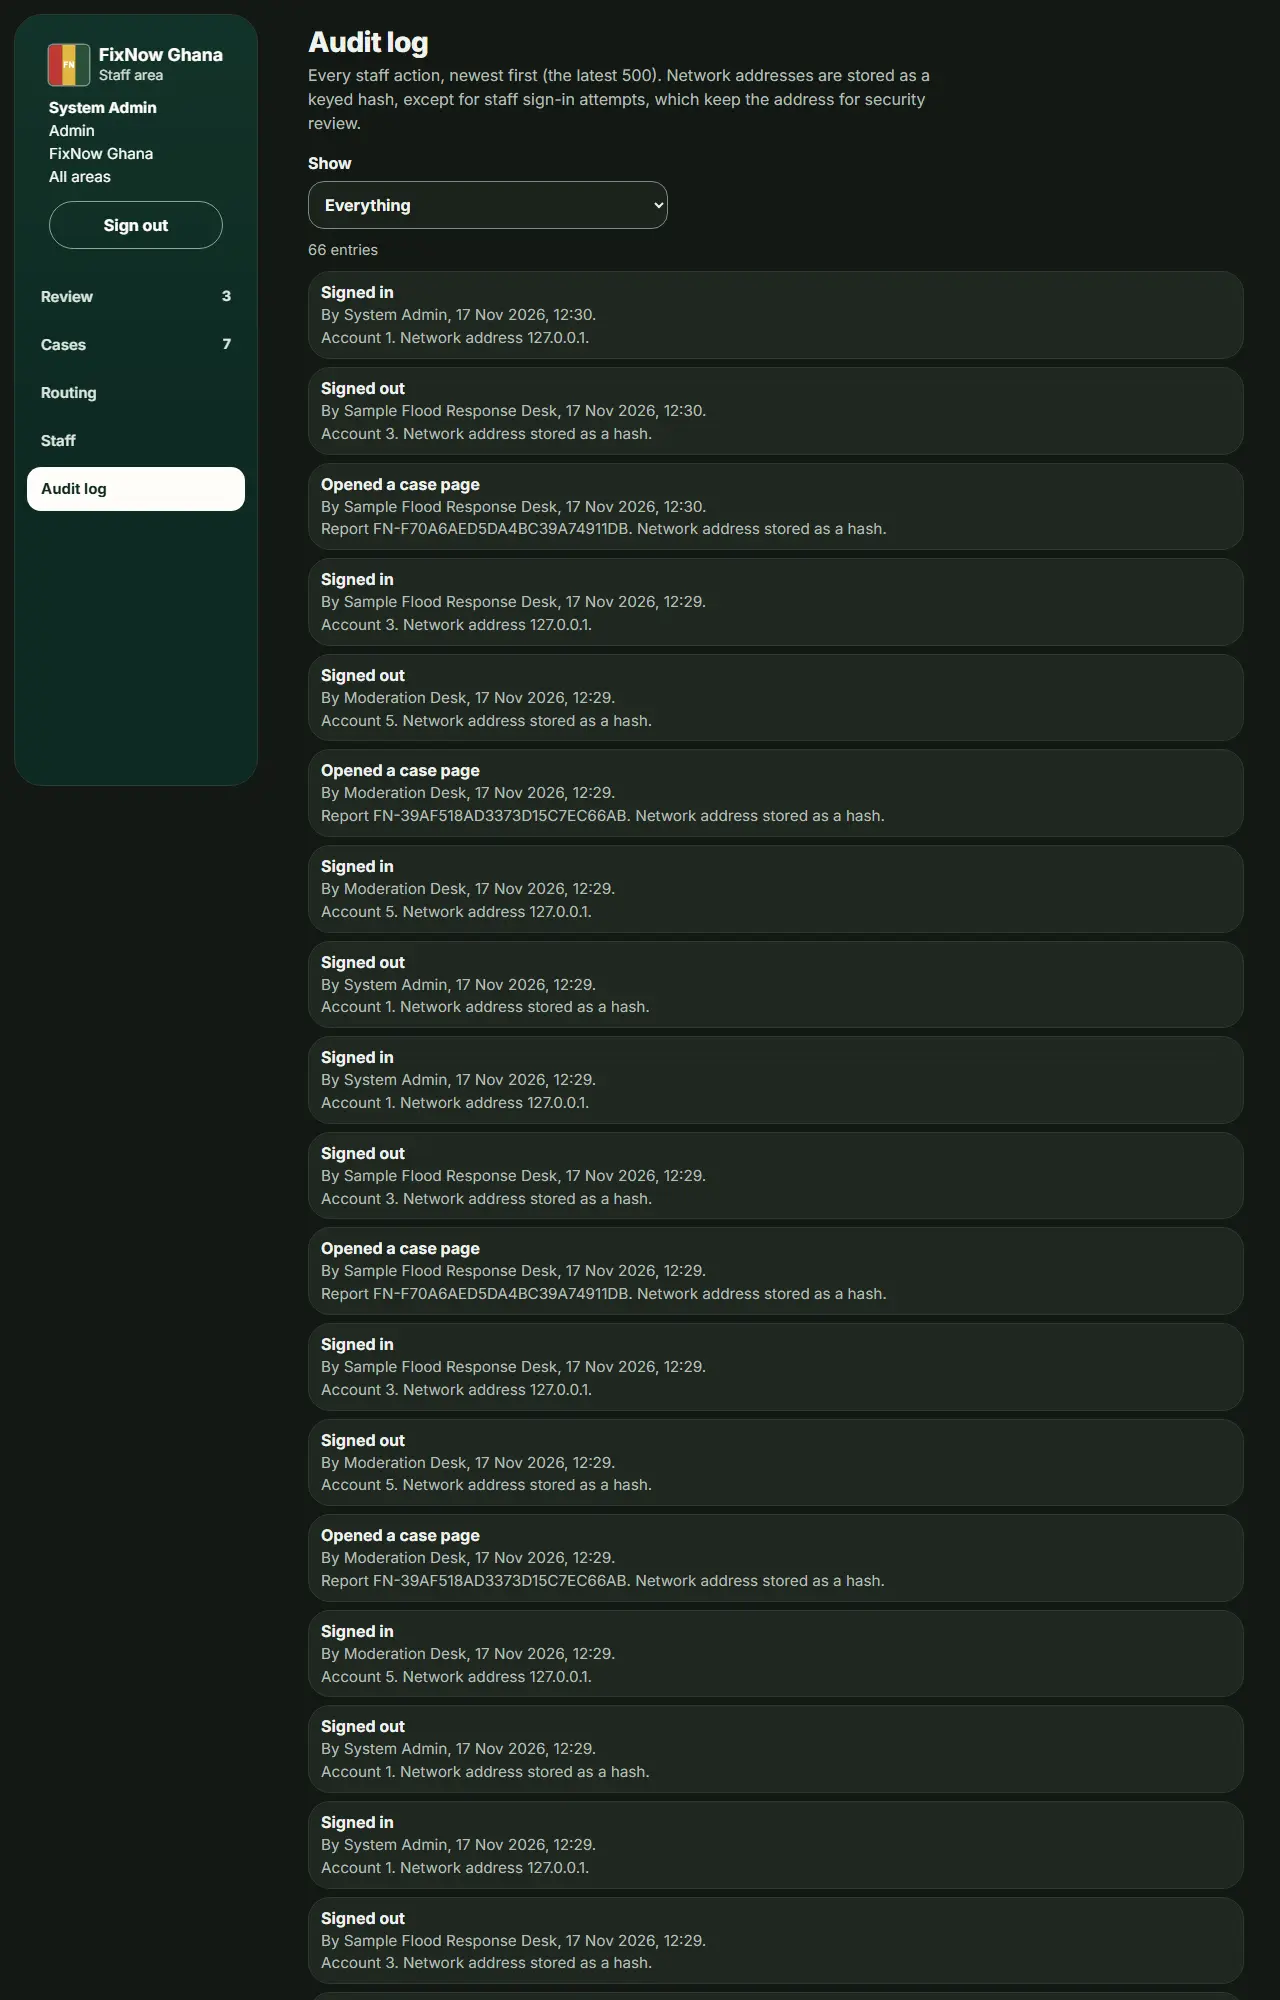 FN
FixNow Ghana
Staff area
System Admin
Admin
FixNow Ghana
All areas
Sign out
Review 3
Cases 7
Routing
Staff
Audit log
Audit log
Every staff action, newest first (the latest 500). Network addresses are stored as a
keyed hash, except for staff sign-in attempts, which keep the address for security
review.
Show
Everything
66 entries
Signed in
By System Admin, 17 Nov 2026, 12:30.
Account 1. Network address 127.0.0.1.
Signed out
By Sample Flood Response Desk, 17 Nov 2026, 12:30.
Account 3. Network address stored as a hash.
Opened a case page
By Sample Flood Response Desk, 17 Nov 2026, 12:30.
Report FN-F70A6AED5DA4BC39A74911DB. Network address stored as a hash.
Signed in
By Sample Flood Response Desk, 17 Nov 2026, 12:29.
Account 3. Network address 127.0.0.1.
Signed out
By Moderation Desk, 17 Nov 2026, 12:29.
Account 5. Network address stored as a hash.
Opened a case page
By Moderation Desk, 17 Nov 2026, 12:29.
Report FN-39AF518AD3373D15C7EC66AB. Network address stored as a hash.
Signed in
By Moderation Desk, 17 Nov 2026, 12:29.
Account 5. Network address 127.0.0.1.
Signed out
By System Admin, 17 Nov 2026, 12:29.
Account 1. Network address stored as a hash.
Signed in
By System Admin, 17 Nov 2026, 12:29.
Account 1. Network address 127.0.0.1.
Signed out
By Sample Flood Response Desk, 17 Nov 2026, 12:29.
Account 3. Network address stored as a hash.
Opened a case page
By Sample Flood Response Desk, 17 Nov 2026, 12:29.
Report FN-F70A6AED5DA4BC39A74911DB. Network address stored as a hash.
Signed in
By Sample Flood Response Desk, 17 Nov 2026, 12:29.
Account 3. Network address 127.0.0.1.
Signed out
By Moderation Desk, 17 Nov 2026, 12:29.
Account 5. Network address stored as a hash.
Opened a case page
By Moderation Desk, 17 Nov 2026, 12:29.
Report FN-39AF518AD3373D15C7EC66AB. Network address stored as a hash.
Signed in
By Moderation Desk, 17 Nov 2026, 12:29.
Account 5. Network address 127.0.0.1.
Signed out
By System Admin, 17 Nov 2026, 12:29.
Account 1. Network address stored as a hash.
Signed in
By System Admin, 17 Nov 2026, 12:29.
Account 1. Network address 127.0.0.1.
Signed out
By Sample Flood Response Desk, 17 Nov 2026, 12:29.
Account 3. Network address stored as a hash.